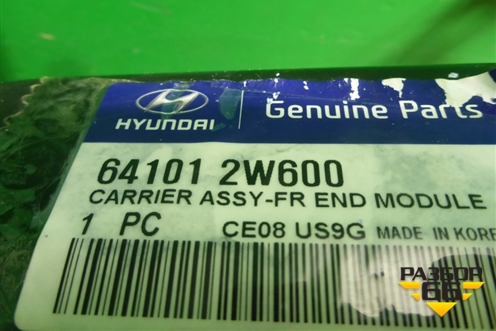 HYUNDAI
Genuine Parts
64101 2W600
CARRIER ASSY-FR END MODULE
1 PC CE08 US9G MADE IN KORE
РАЗБОР
66